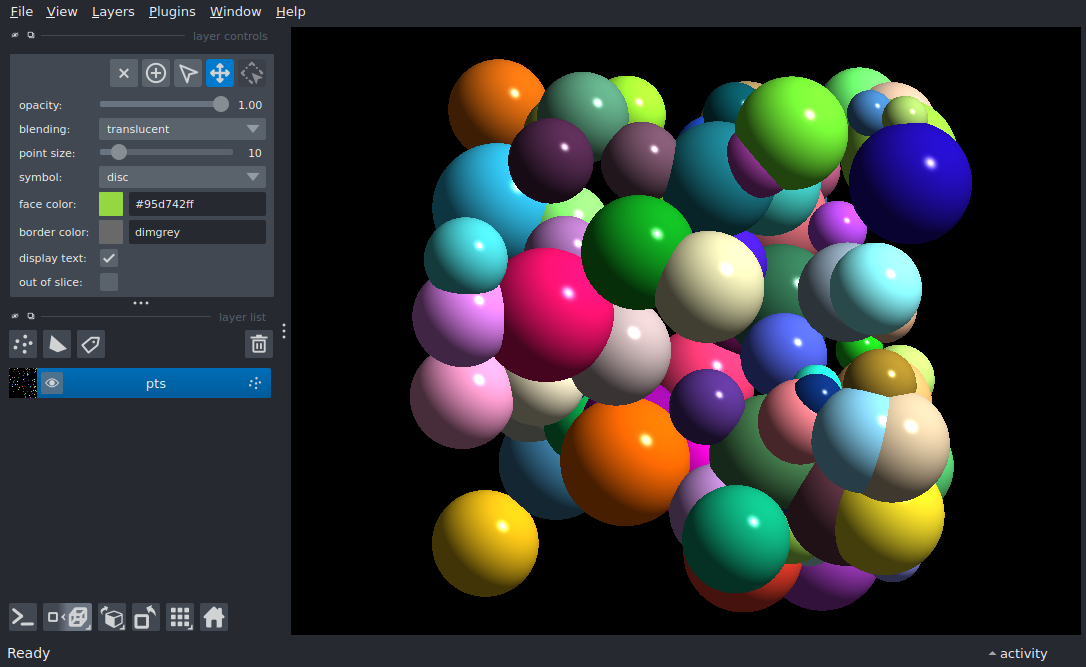 File View Layers Plugins Window Help
layer controls
opacity: 1.00
blending: translucent
point size: 10
symbol: disc
face color: #95d742ff
border color: dimgrey
display text:
out of slice:
layer list
pts
Ready
activity